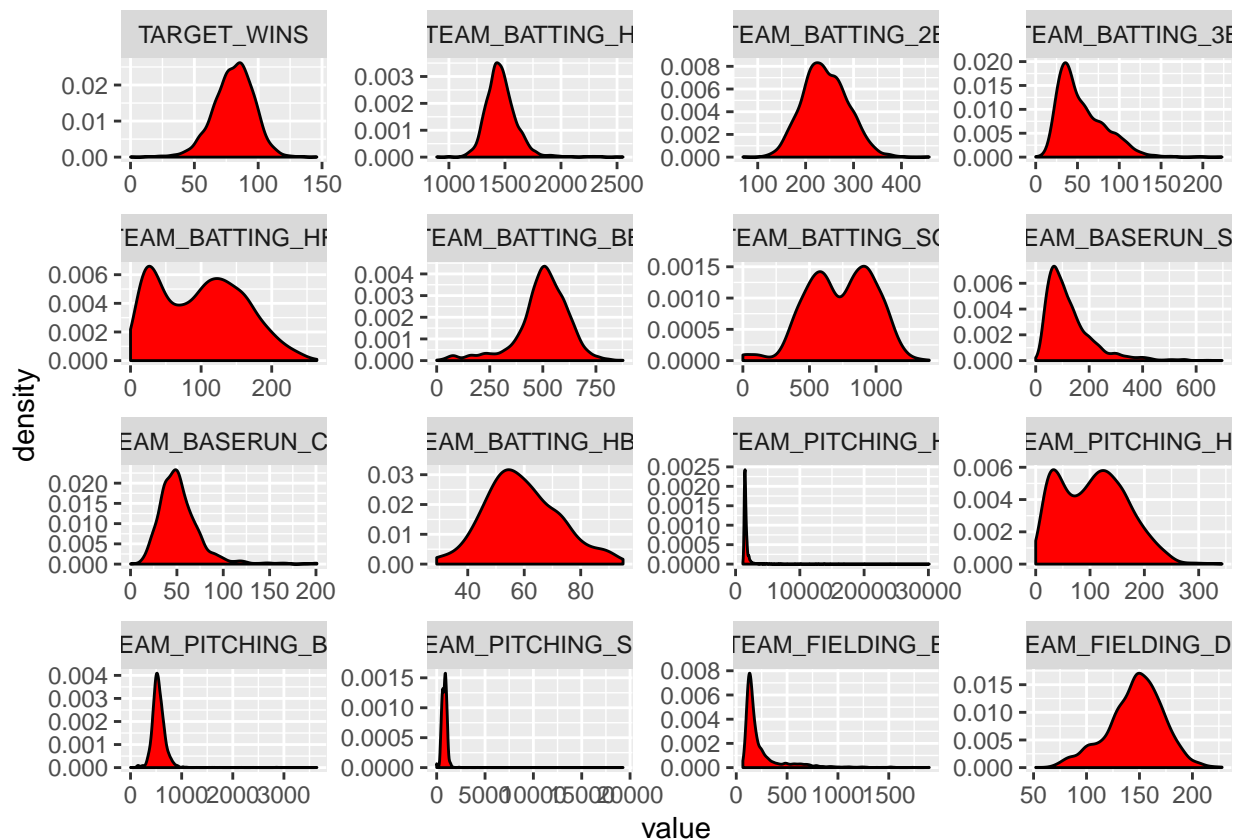 TARGET_WINS TEAM_BATTING_H TEAM_BATTING_2B TEAM_BATTING_3B
0.02 0.01 0.00
0 50 100 150
0.003 0.002 0.001 0.000
1000 1500 2000 2500
0.008 0.006 0.004 0.002 0.000
100 200 300 400
0.020 0.015 0.010 0.005 0.000
0 50 100 150 200
TEAM_BATTING_HR TEAM_BATTING_BB TEAM_BATTING_SO EAM_BASERUN_S
0.006 0.004 0.002 0.000
0 100 200
0.004 0.003 0.002 0.001 0.000
0 250 500 750
0.0015 0.0010 0.0005 0.0000
0 500 1000
0.006 0.004 0.002 0.000
0 200 400 600
EAM_BASERUN_C EAM_BATTING_HB TEAM_PITCHING_H EAM_PITCHING_H
0.020 0.015 0.010 0.005 0.000
0 50 100 150 200
0.03 0.02 0.01 0.00
40 60 80
0.0025 0.0020 0.0015 0.0010 0.0005 0.0000
0 10000 20000 30000
0.006 0.004 0.002 0.000
0 100 200 300
EAM_PITCHING_B EAM_PITCHING_S TEAM_FIELDING_E EAM_FIELDING_D
0.004 0.003 0.002 0.001 0.000
0 1000 2000 3000
0.0015 0.0010 0.0005 0.0000
0 5000 10000 15000 20000
0.008 0.006 0.004 0.002 0.000
0 500 1000 1500
0.015 0.010 0.005 0.000
50 100 150 200
density
value